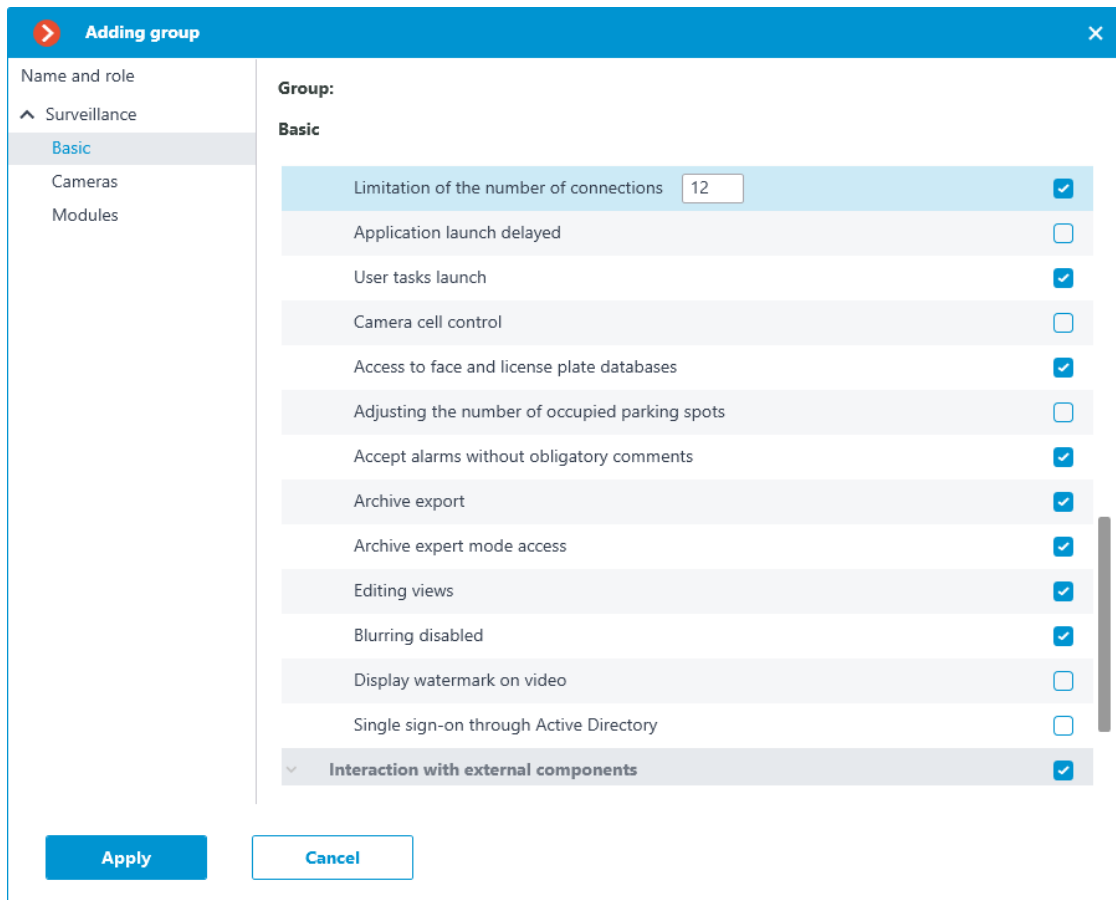 Adding group
Name and role
Surveillance
Basic
Cameras
Modules
Group:
Basic
Limitation of the number of connections 12
Application launch delayed
User tasks launch
Camera cell control
Access to face and license plate databases
Adjusting the number of occupied parking spots
Accept alarms without obligatory comments
Archive export
Archive expert mode access
Editing views
Blurring disabled
Display watermark on video
Single sign-on through Active Directory
Interaction with external components
Apply Cancel